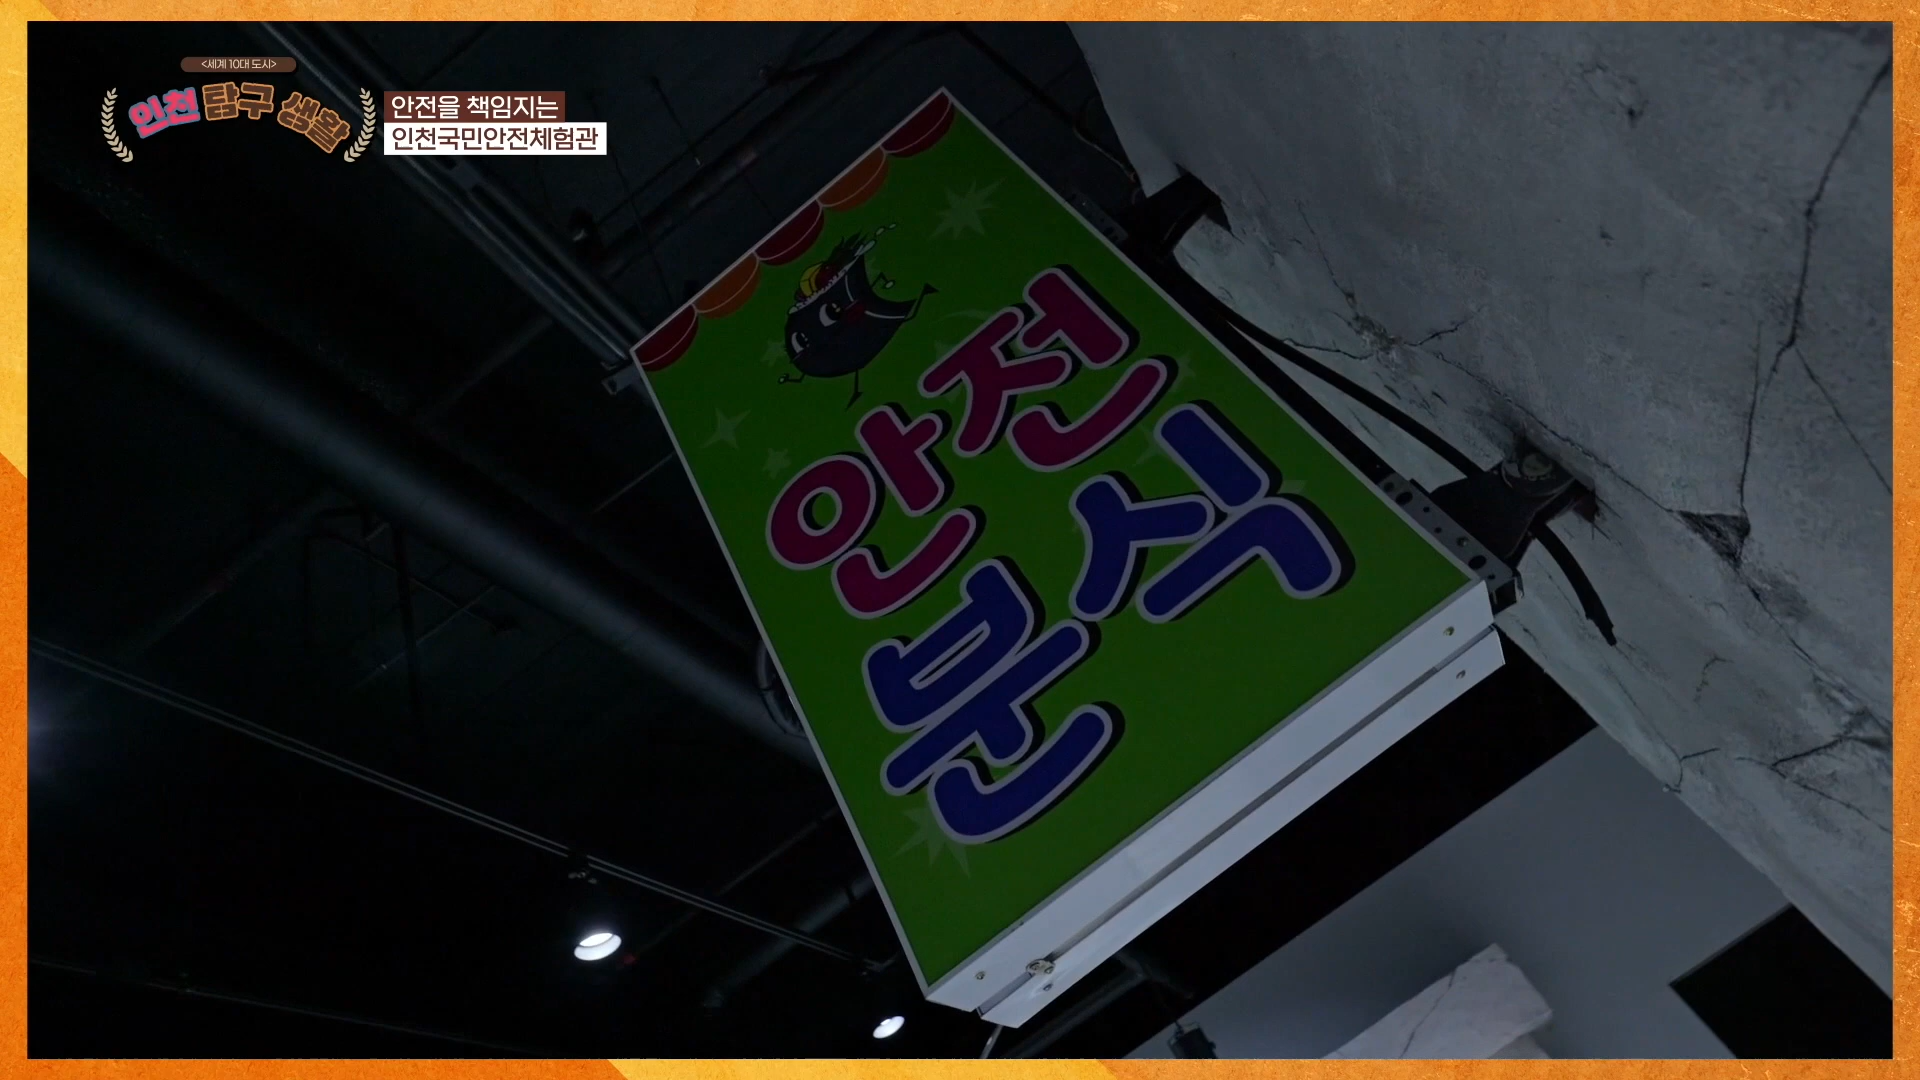 <세계 10대 도시>
인천 탐구 생활
안전을 책임지는
인천국민안전체험관
안전
분식